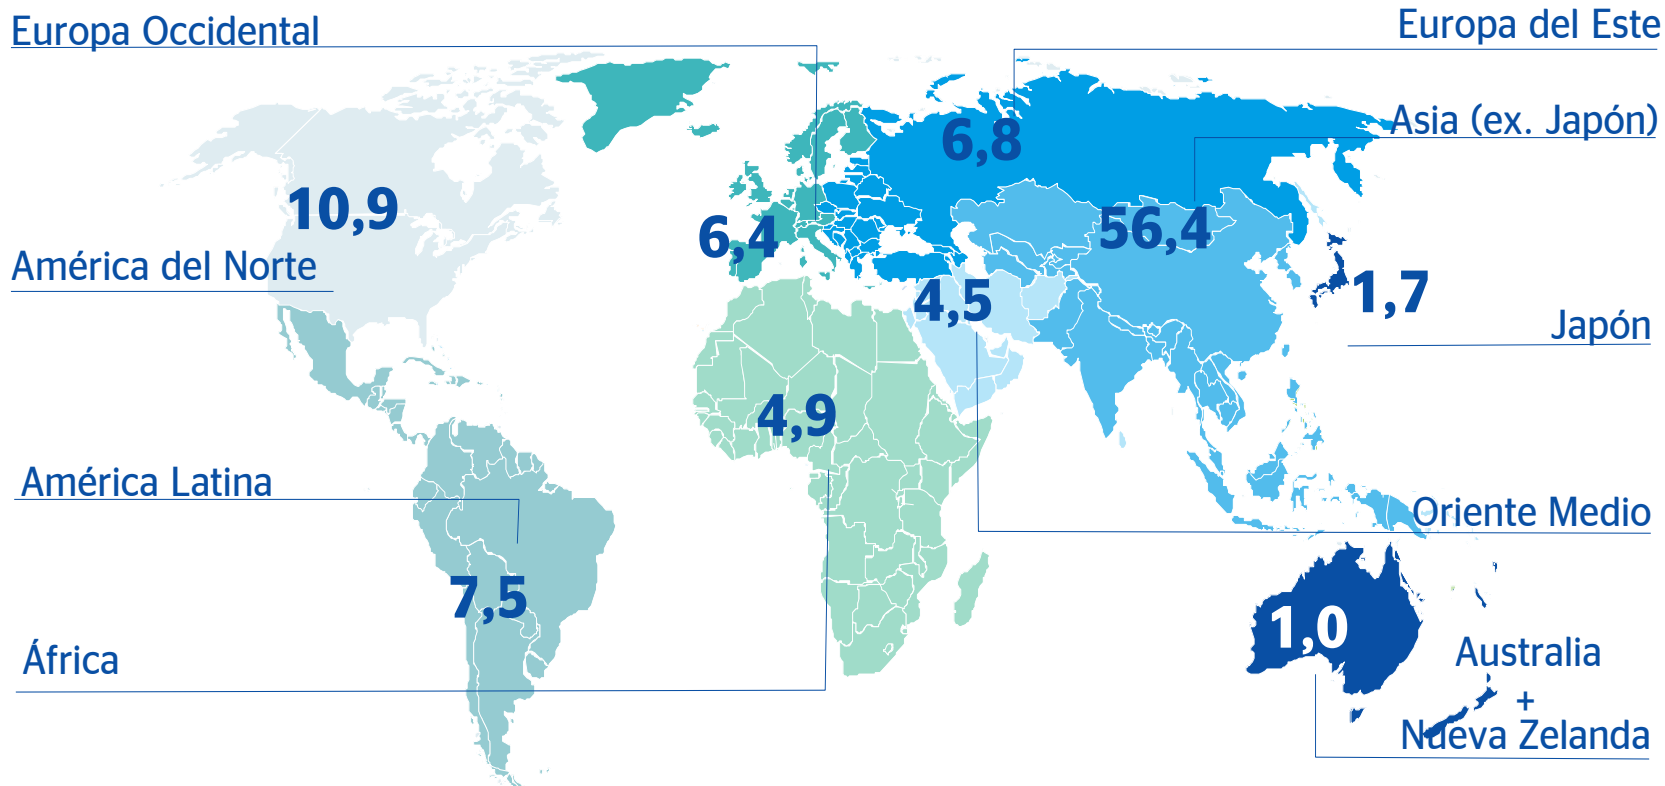 Europa Occidental
Europa del Este
Asia (ex. Japón)
6,8
10,9
56,4
6,4
América del Norte
4,5
1,7
Japón
4,9
América Latina
Oriente Medio
7,5
1,0
África
Australia
+
Nueva Zelanda